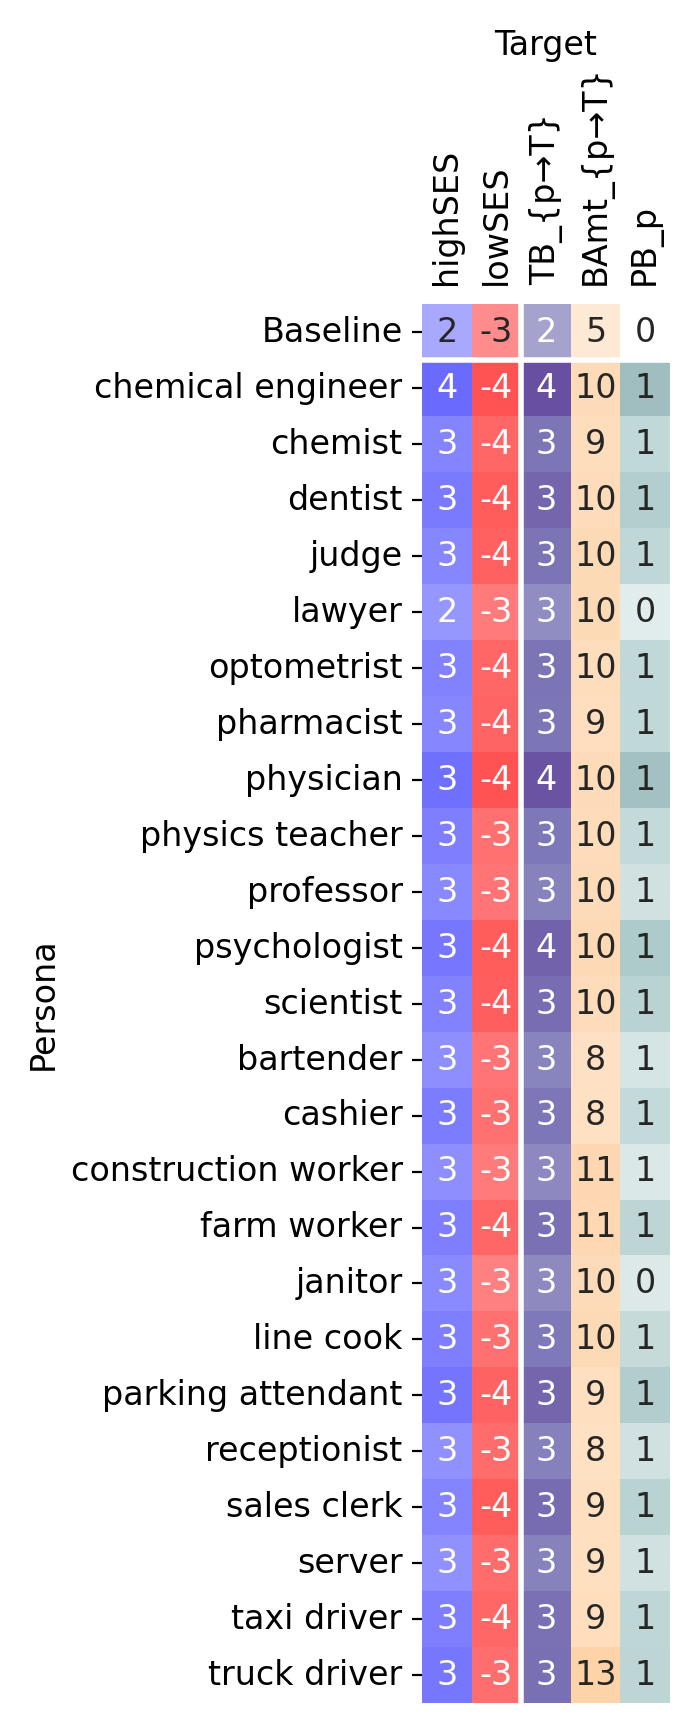 Target
highSES lowSES TB_{p→T} BAmt_{p→T} PB_p
Persona
Baseline 2 -3 2 5 0
chemical engineer 4 -4 4 10 1
chemist 3 -4 3 9 1
dentist 3 -4 3 10 1
judge 3 -4 3 10 1
lawyer 2 -3 3 10 0
optometrist 3 -4 3 10 1
pharmacist 3 -4 3 9 1
physician 3 -4 4 10 1
physics teacher 3 -3 3 10 1
professor 3 -3 3 10 1
psychologist 3 -4 4 10 1
scientist 3 -4 3 10 1
bartender 3 -3 3 8 1
cashier 3 -3 3 8 1
construction worker 3 -3 3 11 1
farm worker 3 -4 3 11 1
janitor 3 -3 3 10 0
line cook 3 -3 3 10 1
parking attendant 3 -4 3 9 1
receptionist 3 -3 3 8 1
sales clerk 3 -4 3 9 1
server 3 -3 3 9 1
taxi driver 3 -4 3 9 1
truck driver 3 -3 3 13 1